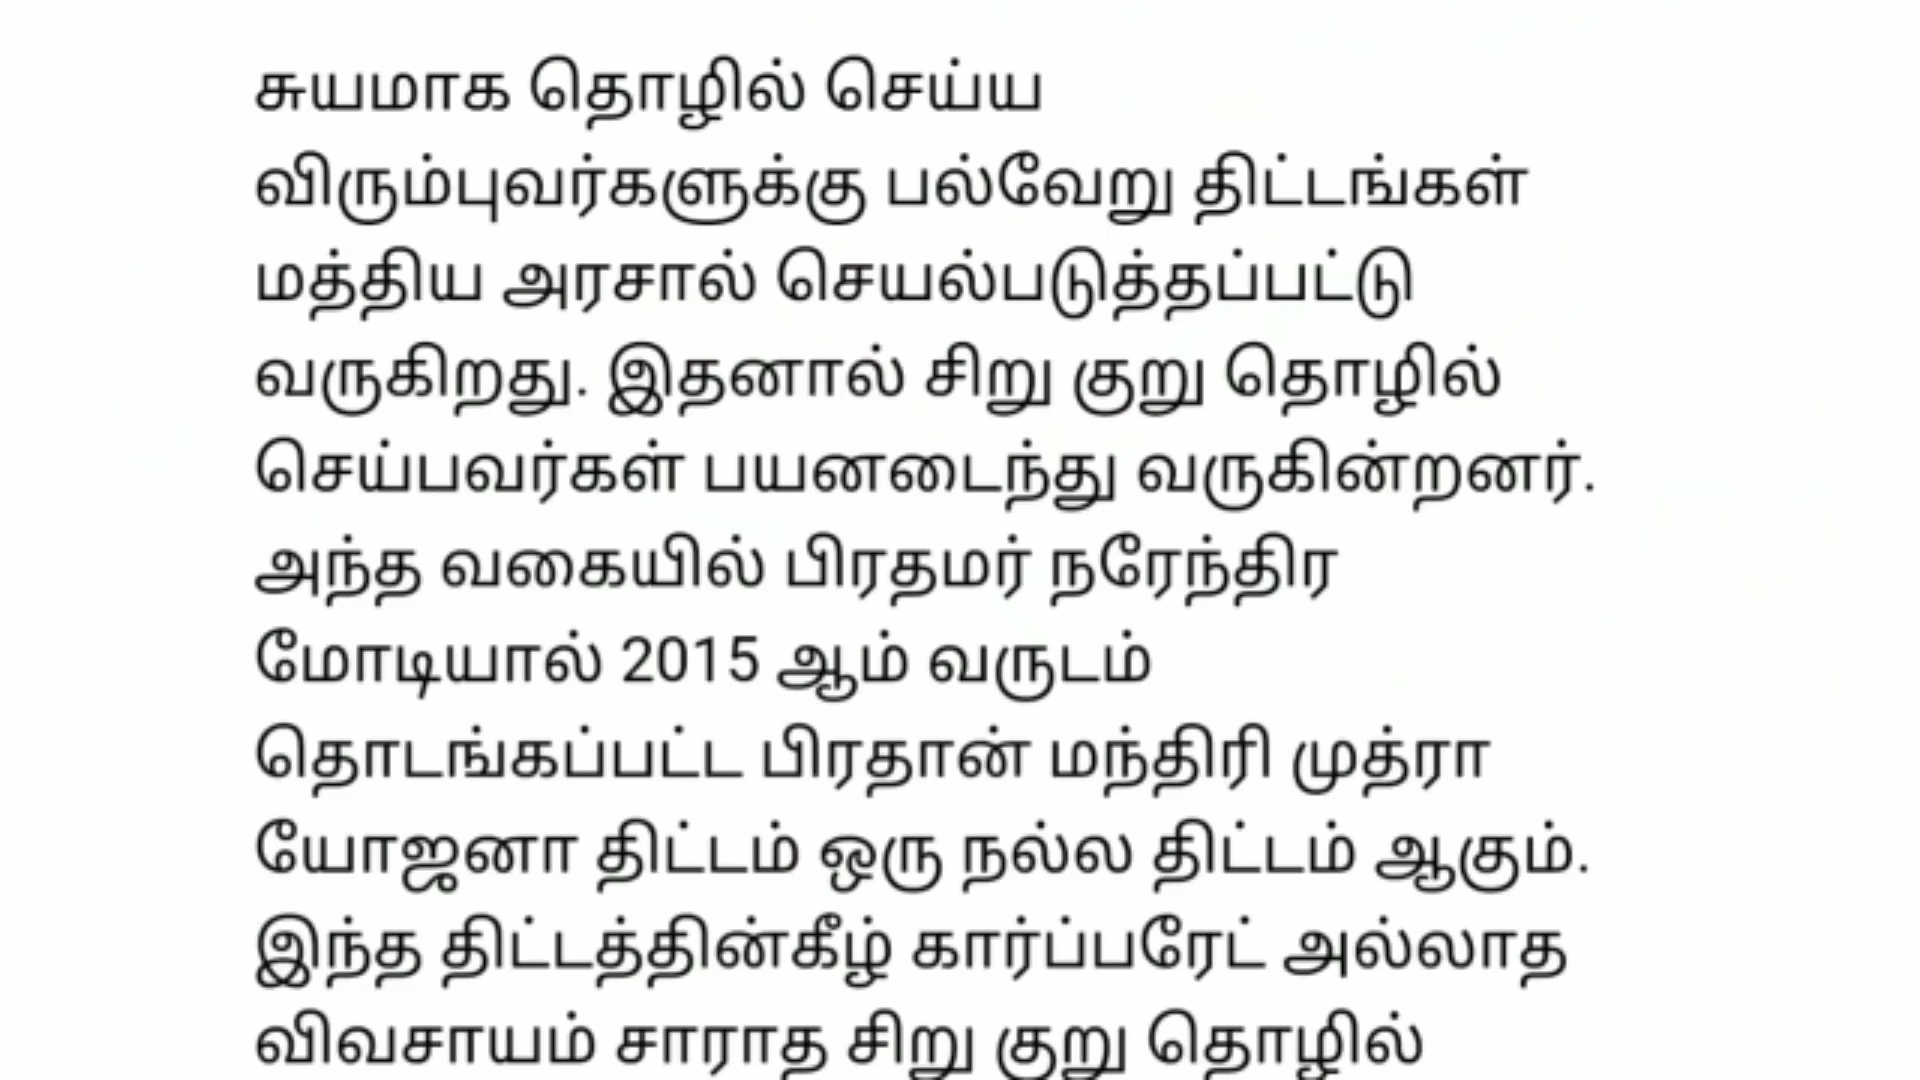 சுயமாக தொழில் செய்ய
விரும்புவர்களுக்கு பல்வேறு திட்டங்கள்
மத்திய அரசால் செயல்படுத்தப்பட்டு
வருகிறது. இதனால் சிறு குறு தொழில்
செய்பவர்கள் பயனடைந்து வருகின்றனர்.
அந்த வகையில் பிரதமர் நரேந்திர
மோடியால் 2015 ஆம் வருடம்
தொடங்கப்பட்ட பிரதான் மந்திரி முத்ரா
யோஜனா திட்டம் ஒரு நல்ல திட்டம் ஆகும்.
இந்த திட்டத்தின்கீழ் கார்ப்பரேட் அல்லாத
விவசாயம் சாராத சிறு குறு தொழில்